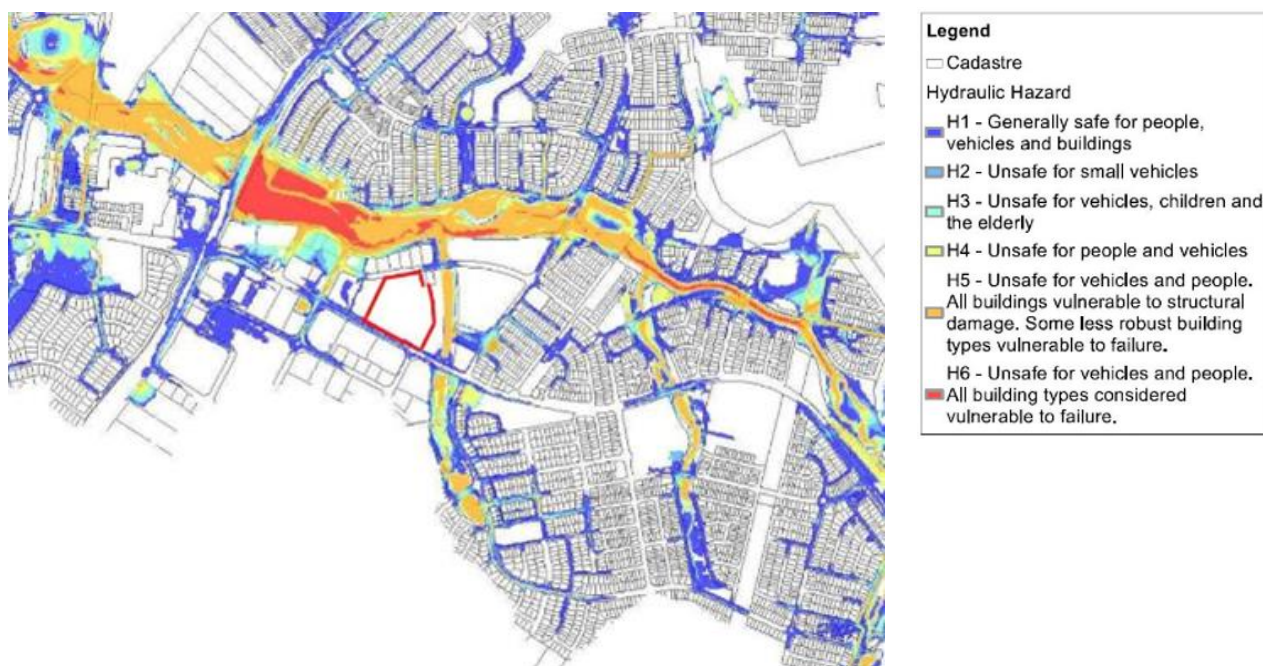 Legend
Cadastre
Hydraulic Hazard
H1 - Generally safe for people,
vehicles and buildings
H2 - Unsafe for small vehicles
H3 - Unsafe for vehicles, children and
the elderly
H4 - Unsafe for people and vehicles
H5 - Unsafe for vehicles and people.
All buildings vulnerable to structural
damage. Some less robust building
types vulnerable to failure.
H6 - Unsafe for vehicles and people.
All building types considered
vulnerable to failure.